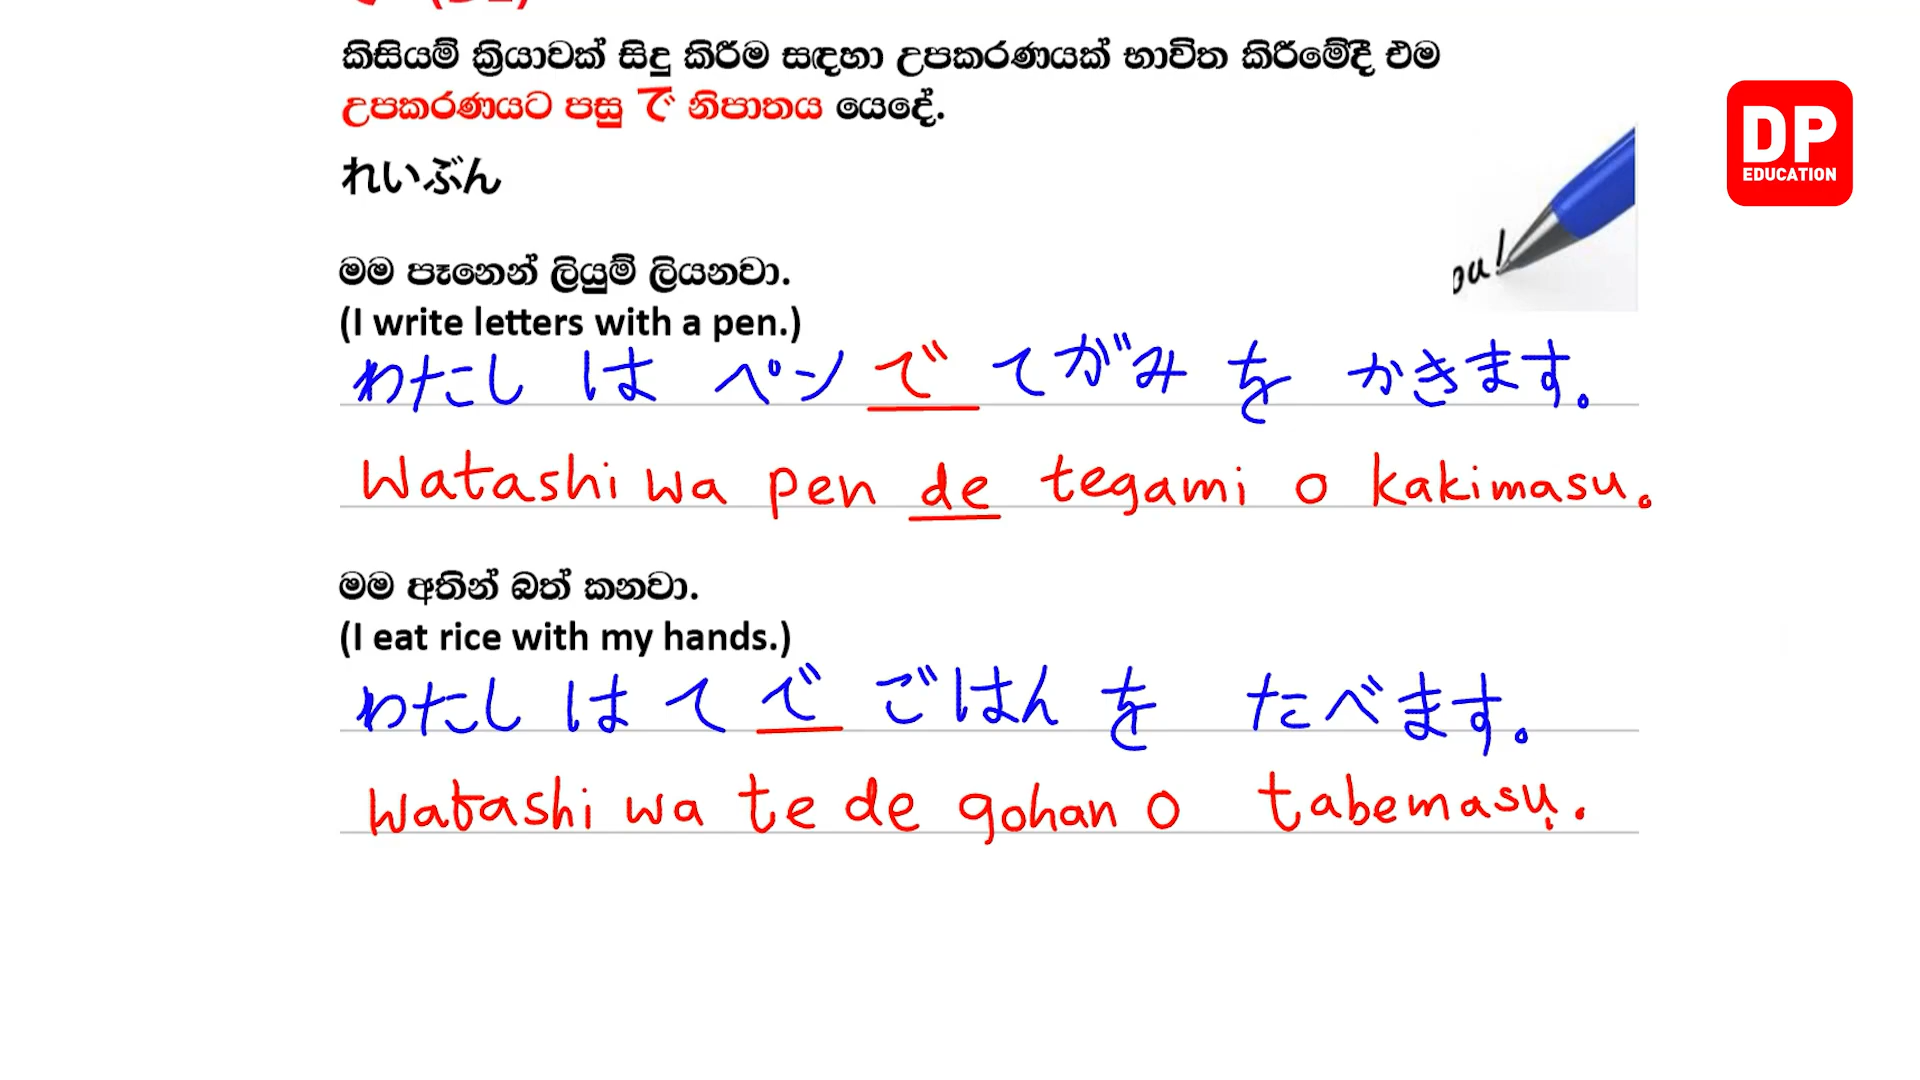 කිසියම් ක්‍රියාවක් සිදු කිරීම සඳහා උපකරණයක් භාවිත කිරීමේදී එම
උපකරණයට පසු で නිපාතය යෙදේ.
DP
EDUCATION
れいぶん
ou!
මම පෑනෙන් ලියුම් ලියනවා.
(I write letters with a pen.)
わたし は ペン で てがみ を かきます。
Watashi wa pen de tegami o kakimasu.
මම අතින් බත් කනවා.
(I eat rice with my hands.)
わたし は て で ごはん を たべます。
Watashi wa te de gohan o tabemasu.